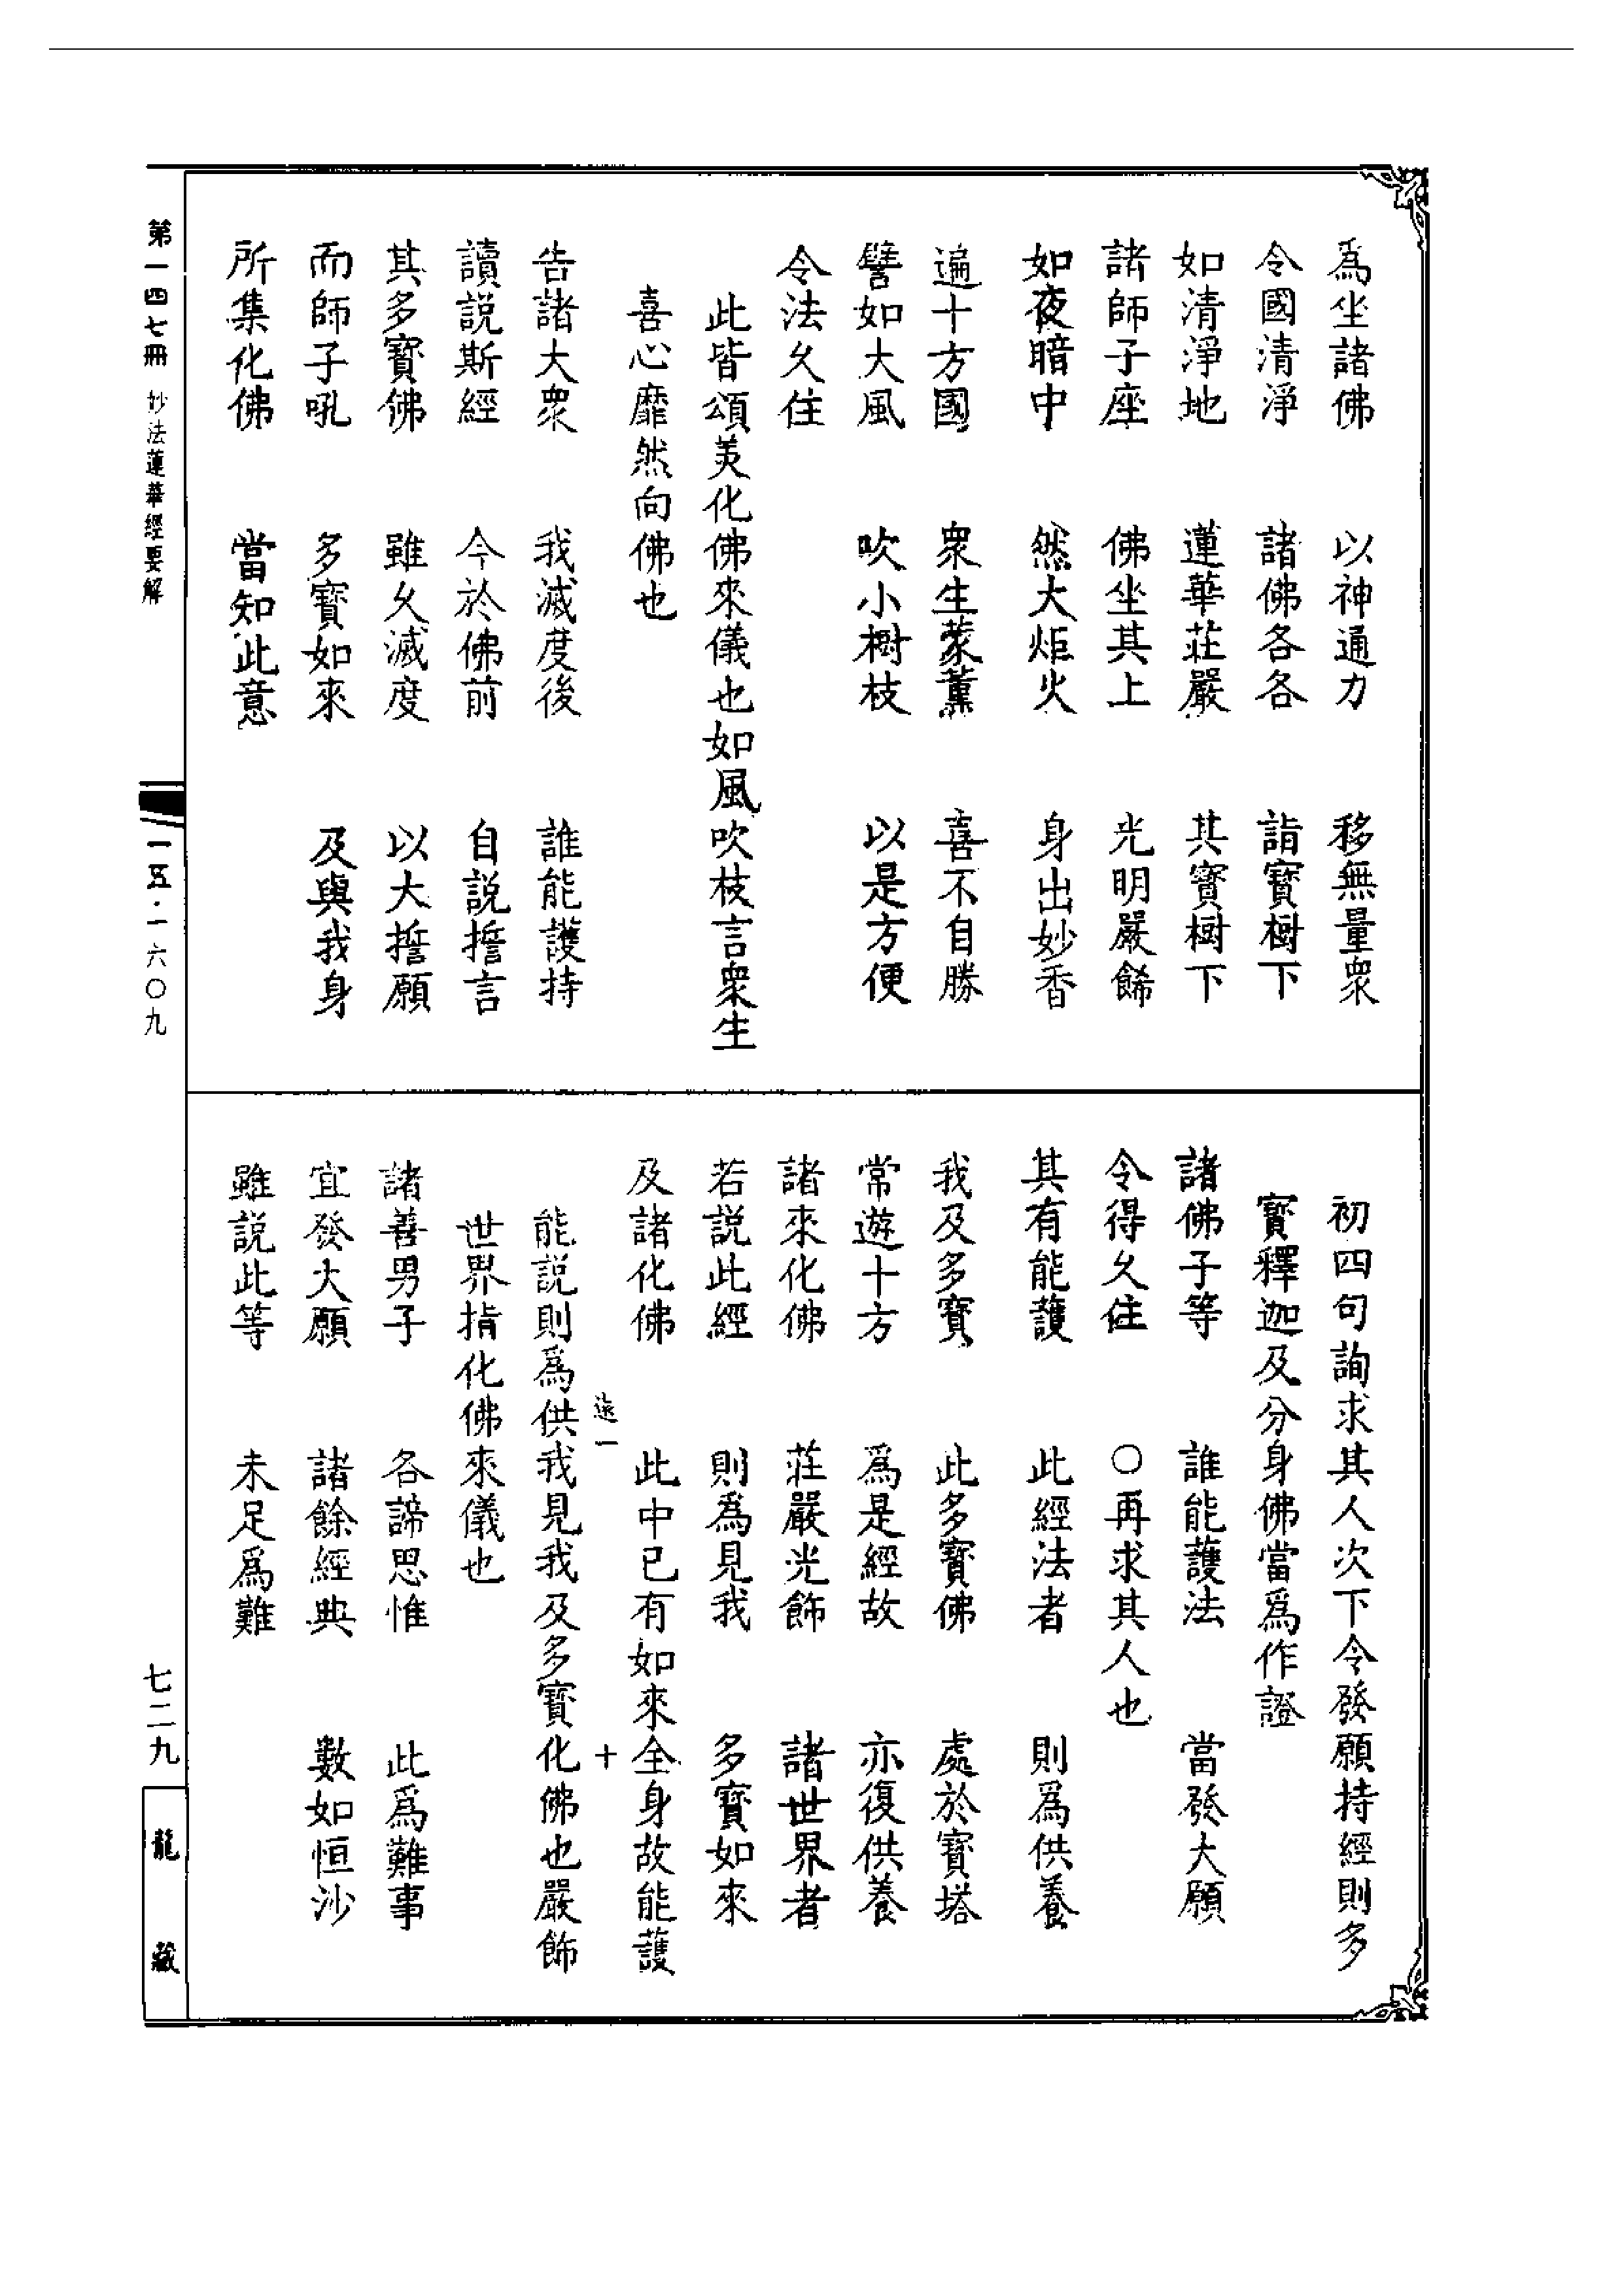 爲坐諸佛　以神通力　移無量衆
令國清淨　諸佛各各　詣寶樹下
如清淨地　蓮華莊嚴　其寶樹下
諸師子座　佛坐其上　光明嚴餙
如夜暗中　然大炬火　身出妙香
遍十方國　衆生蒙薰　喜不自勝
譬如大風　吹小樹枝　以是方便
令法久住
此皆頌美化佛來儀也如風吹枝言衆生
喜心靡然向佛也
告諸大衆　我滅度後　誰能護持
讀説斯經　今於佛前　自説誓言
其多寶佛　雖久滅度　以大誓願
而師子吼　多寶如來　及與我身
所集化佛　當知此意
初四句詢求其人次下令發願持經則多
寶釋迦及分身佛當爲作證
諸佛子等　誰能護法　當發大願
令得久住　○再求其人也
其有能護　此經法者　則爲供養
我及多寶　此多寶佛　處於寶塔
常遊十方　爲是經故　亦復供養
諸來化佛　莊嚴光飾　諸世界者
若説此經　則爲見我　多寶如來
及諸化佛　此中已有如來全身故能護
遠一　十
能説則爲供我見我及多寶化佛也嚴飾
世界指化佛來儀也
諸善男子　各諦思惟　此爲難事
宜發大願　諸餘經典　數如恒沙
雖説此等　未足爲難
第一四七冊　妙法蓮華經要解　一五·一六〇九　七二九　龍藏